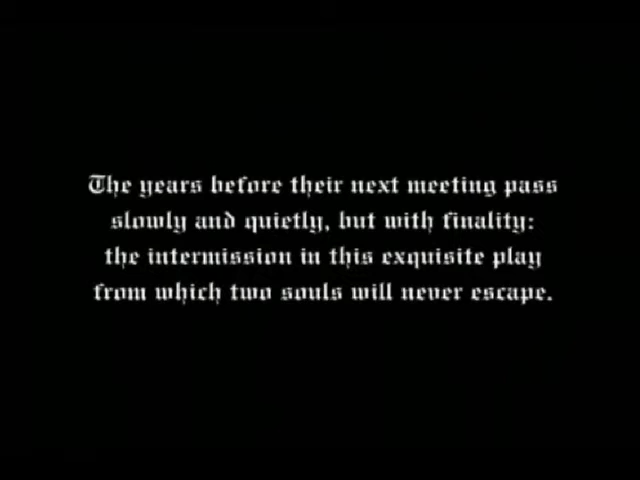 The years before their next meeting pass
slowly and quietly, but with finality:
the intermission in this exquisite play
from which two souls will never escape.